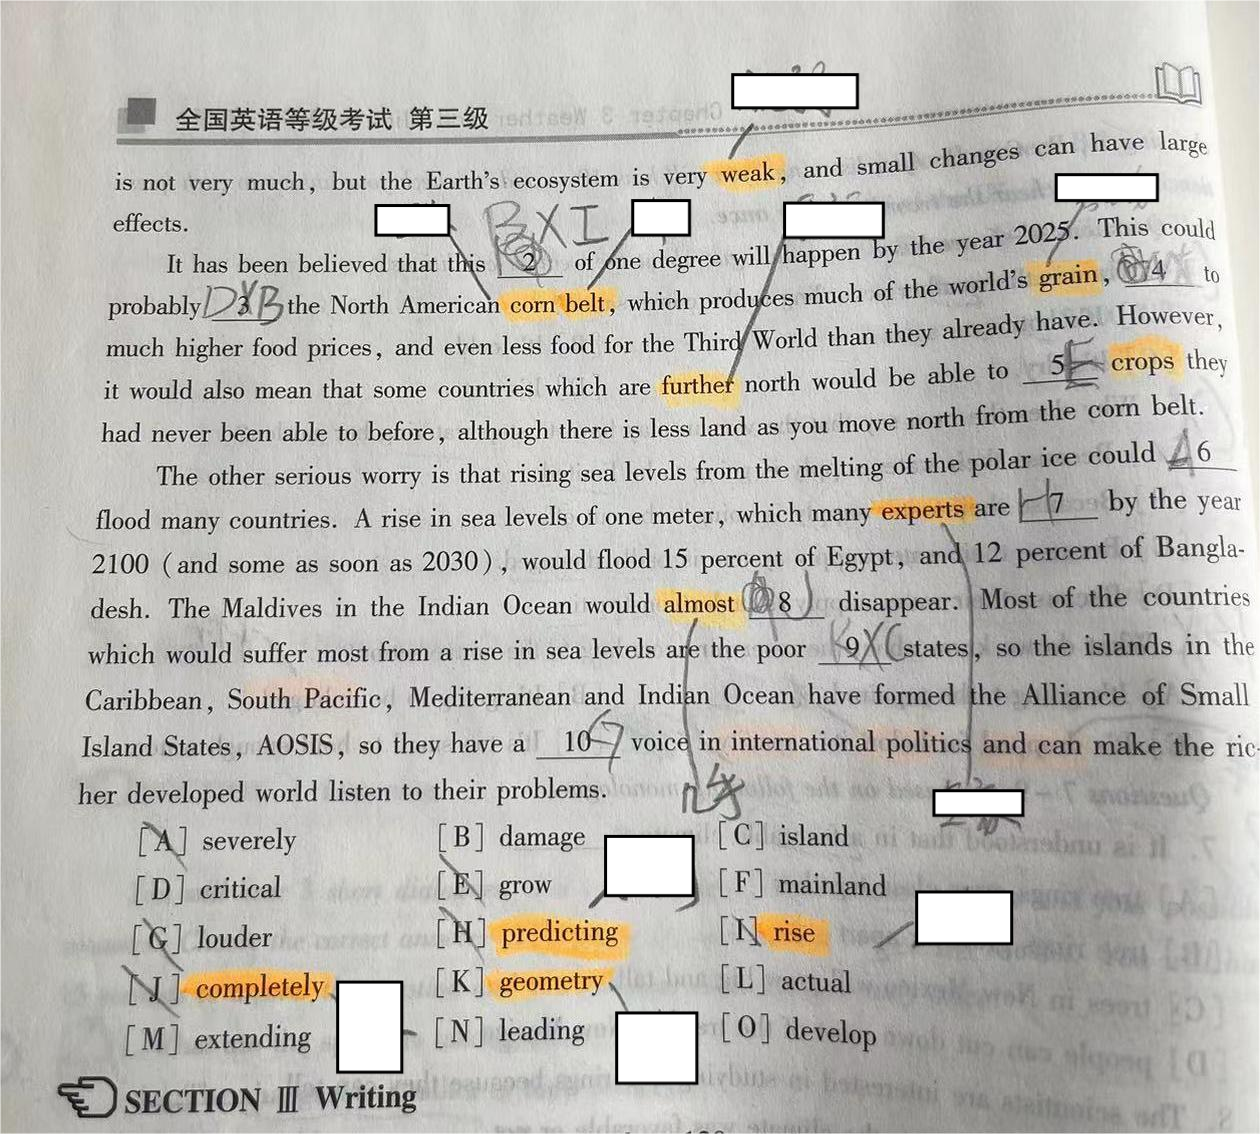 全国英语等级考试 第三级
is not very much, but the Earth's ecosystem is very weak, and small changes can have large
effects.
B X I
It has been believed that this 2 of one degree will happen by the year 2025. This could
probably D 3 X B the North American corn belt, which produces much of the world's grain, 4 to
much higher food prices, and even less food for the Third World than they already have. However,
it would also mean that some countries which are further north would be able to 5 E crops they
had never been able to before, although there is less land as you move north from the corn belt.
The other serious worry is that rising sea levels from the melting of the polar ice could A 6
flood many countries. A rise in sea levels of one meter, which many experts are H 7 by the year
2100 (and some as soon as 2030), would flood 15 percent of Egypt, and 12 percent of Bangla-
desh. The Maldives in the Indian Ocean would almost 8 J disappear. Most of the countries
which would suffer most from a rise in sea levels are the poor 9 X C states, so the islands in the
Caribbean, South Pacific, Mediterranean and Indian Ocean have formed the Alliance of Small
Island States, AOSIS, so they have a 10 G voice in international politics and can make the ric-
her developed world listen to their problems.
[A] severely [B] damage [C] island
[D] critical [E] grow [F] mainland
[G] louder [H] predicting [I] rise
[J] completely [K] geometry [L] actual
[M] extending [N] leading [O] develop
SECTION Ⅲ Writing